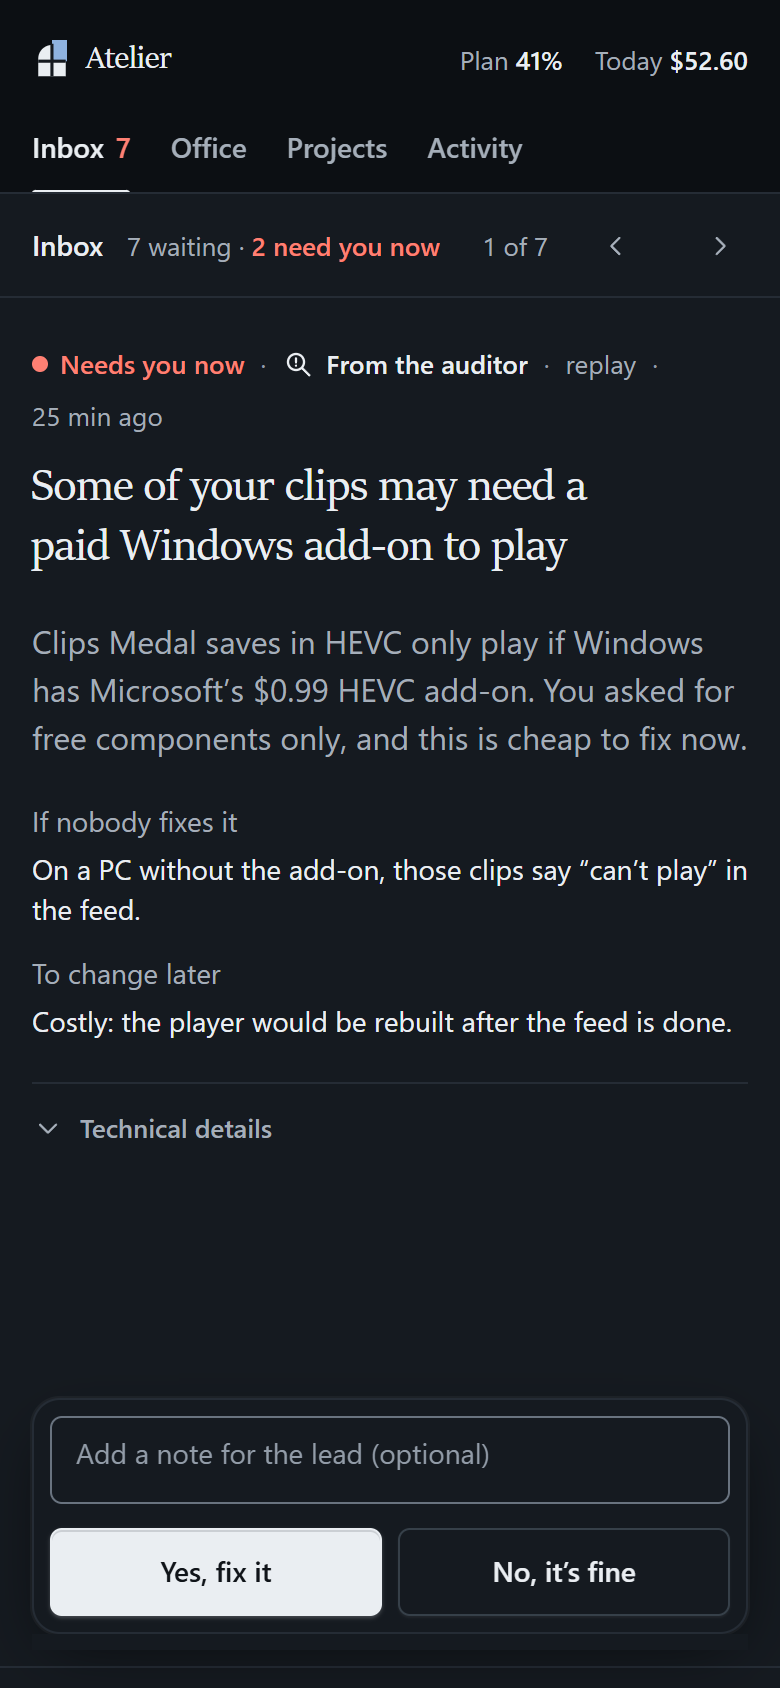 Atelier
Plan 41% Today $52.60
Inbox 7 Office Projects Activity
Inbox 7 waiting · 2 need you now 1 of 7
Needs you now · From the auditor · replay ·
25 min ago
Some of your clips may need a
paid Windows add-on to play
Clips Medal saves in HEVC only play if Windows
has Microsoft’s $0.99 HEVC add-on. You asked for
free components only, and this is cheap to fix now.
If nobody fixes it
On a PC without the add-on, those clips say “can’t play” in
the feed.
To change later
Costly: the player would be rebuilt after the feed is done.
Technical details
Add a note for the lead (optional)
Yes, fix it
No, it’s fine